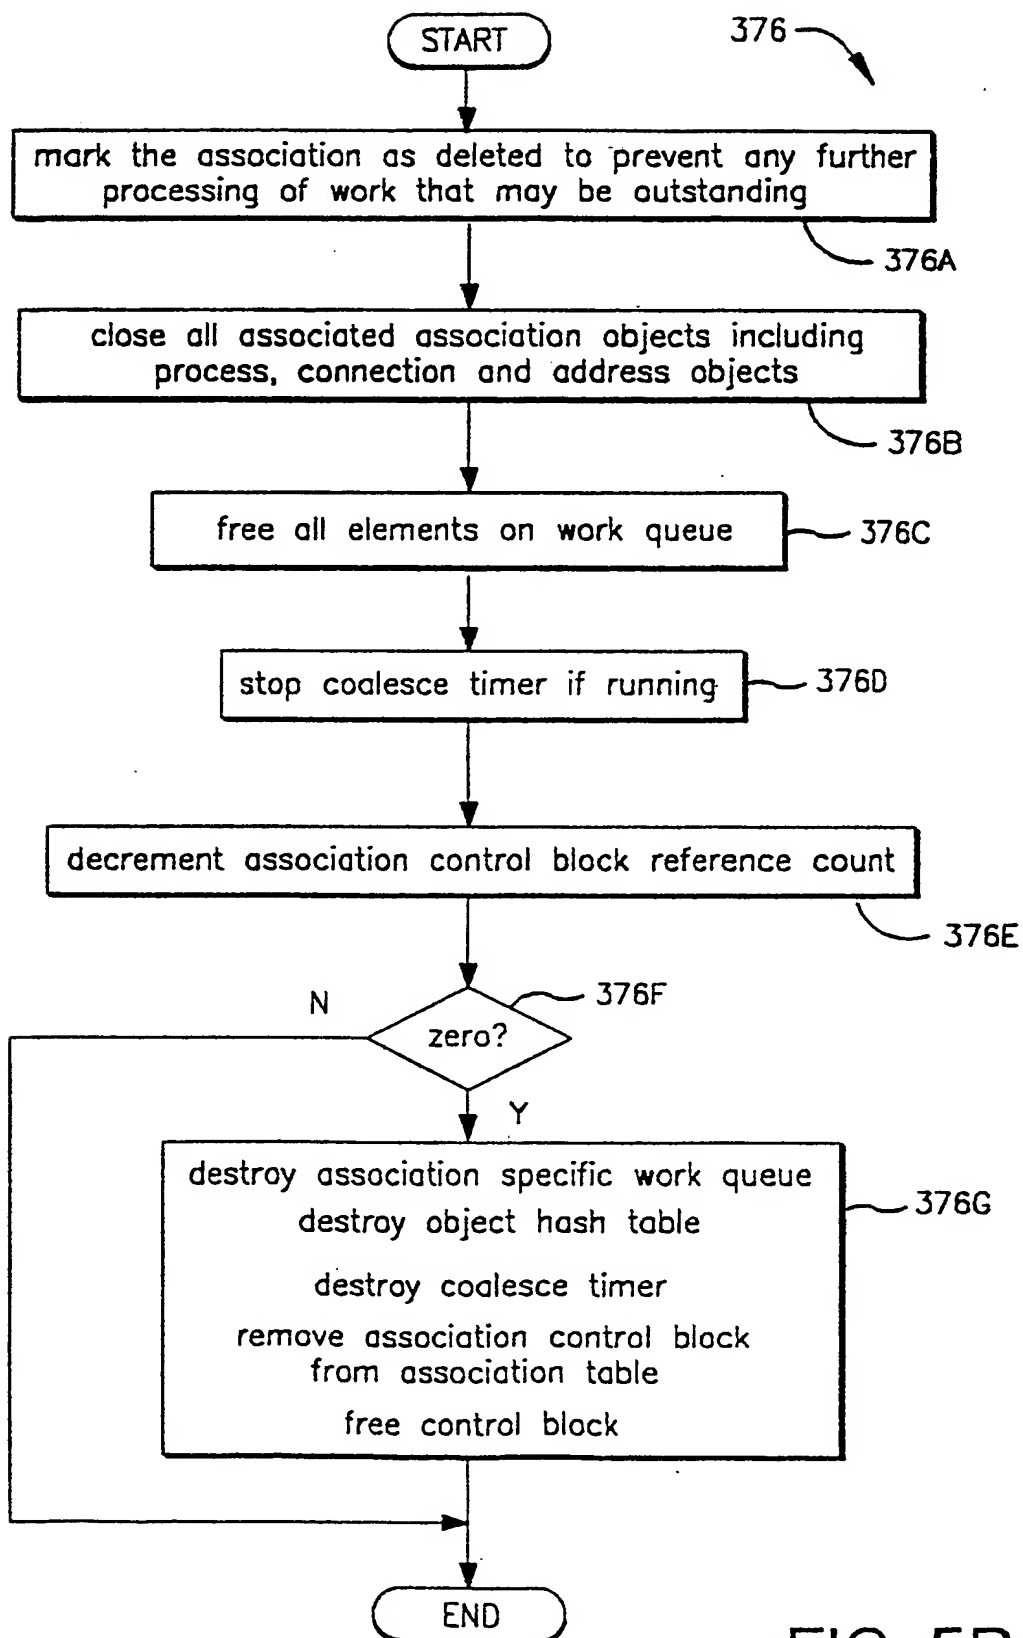 START
376
mark the association as deleted to prevent any further
processing of work that may be outstanding
376A
close all associated association objects including
process, connection and address objects
376B
free all elements on work queue
376C
stop coalesce timer if running
376D
decrement association control block reference count
376E
N
376F
zero?
Y
destroy association specific work queue
destroy object hash table
destroy coalesce timer
remove association control block
from association table
free control block
376G
END